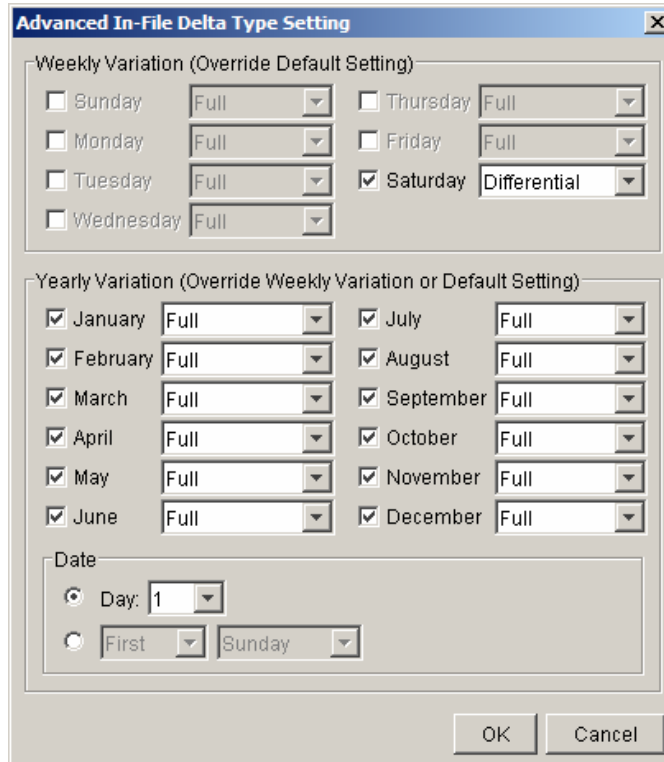 Advanced In-File Delta Type Setting
Weekly Variation (Override Default Setting)
Sunday Full Thursday Full
Monday Full Friday Full
Tuesday Full Saturday Differential
Wednesday Full
Yearly Variation (Override Weekly Variation or Default Setting)
January Full July Full
February Full August Full
March Full September Full
April Full October Full
May Full November Full
June Full December Full
Date
Day: 1
First Sunday
OK Cancel